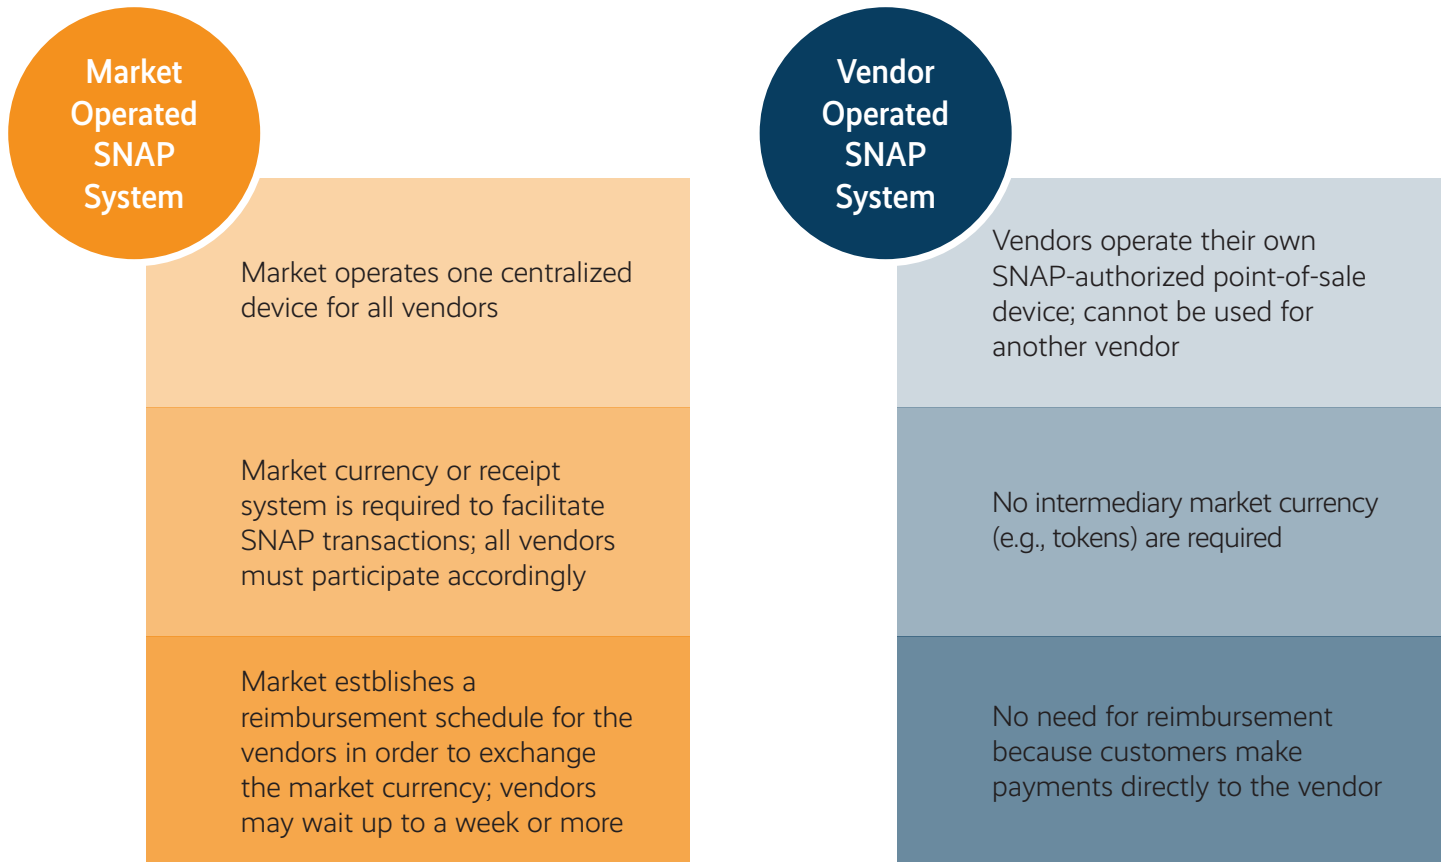 Market
Operated
SNAP
System
Market operates one centralized
device for all vendors
Market currency or receipt
system is required to facilitate
SNAP transactions; all vendors
must participate accordingly
Market estblishes a
reimbursement schedule for the
vendors in order to exchange
the market currency; vendors
may wait up to a week or more
Vendor
Operated
SNAP
System
Vendors operate their own
SNAP-authorized point-of-sale
device; cannot be used for
another vendor
No intermediary market currency
(e.g., tokens) are required
No need for reimbursement
because customers make
payments directly to the vendor